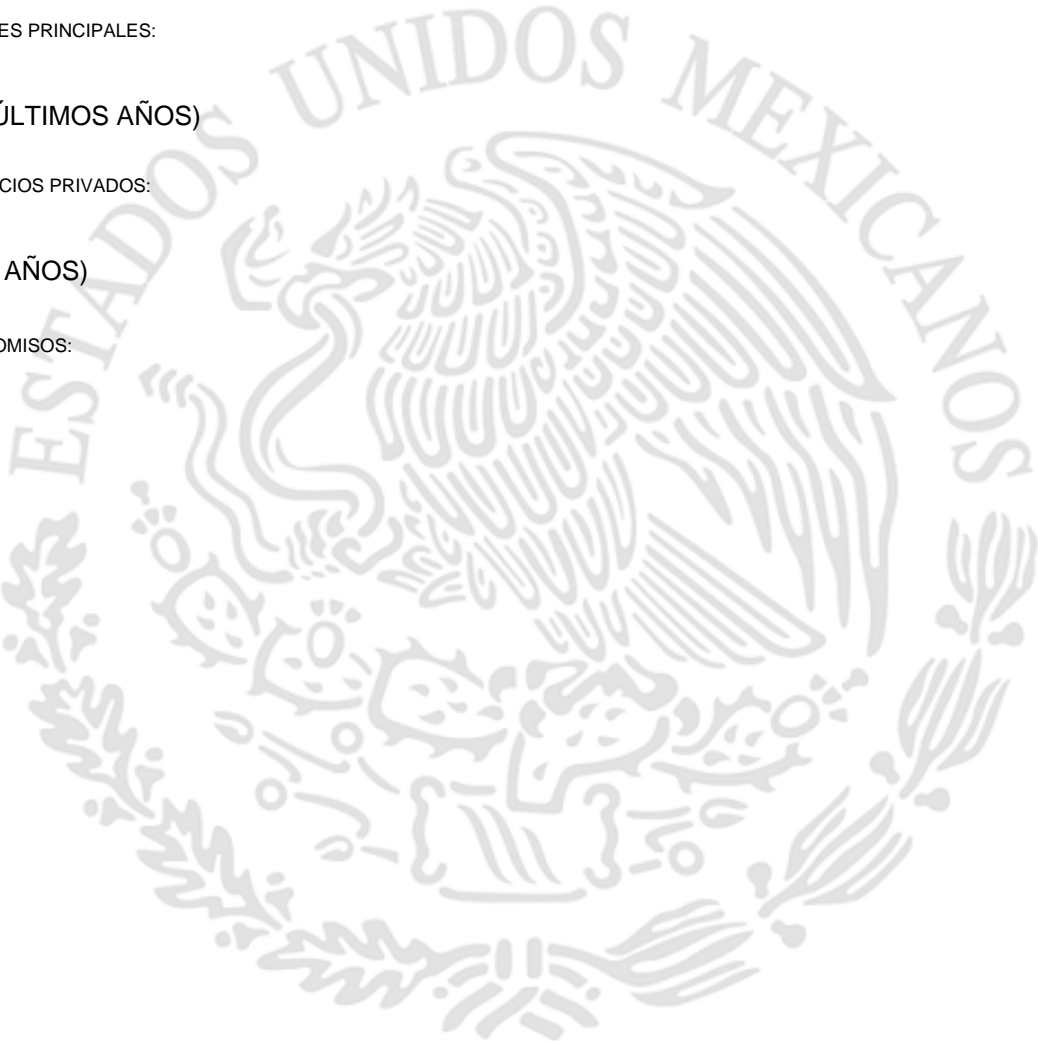 ES PRINCIPALES:
ÚLTIMOS AÑOS)
CIOS PRIVADOS:
AÑOS)
OMISOS:
ESTADOS UNIDOS MEXICANOS